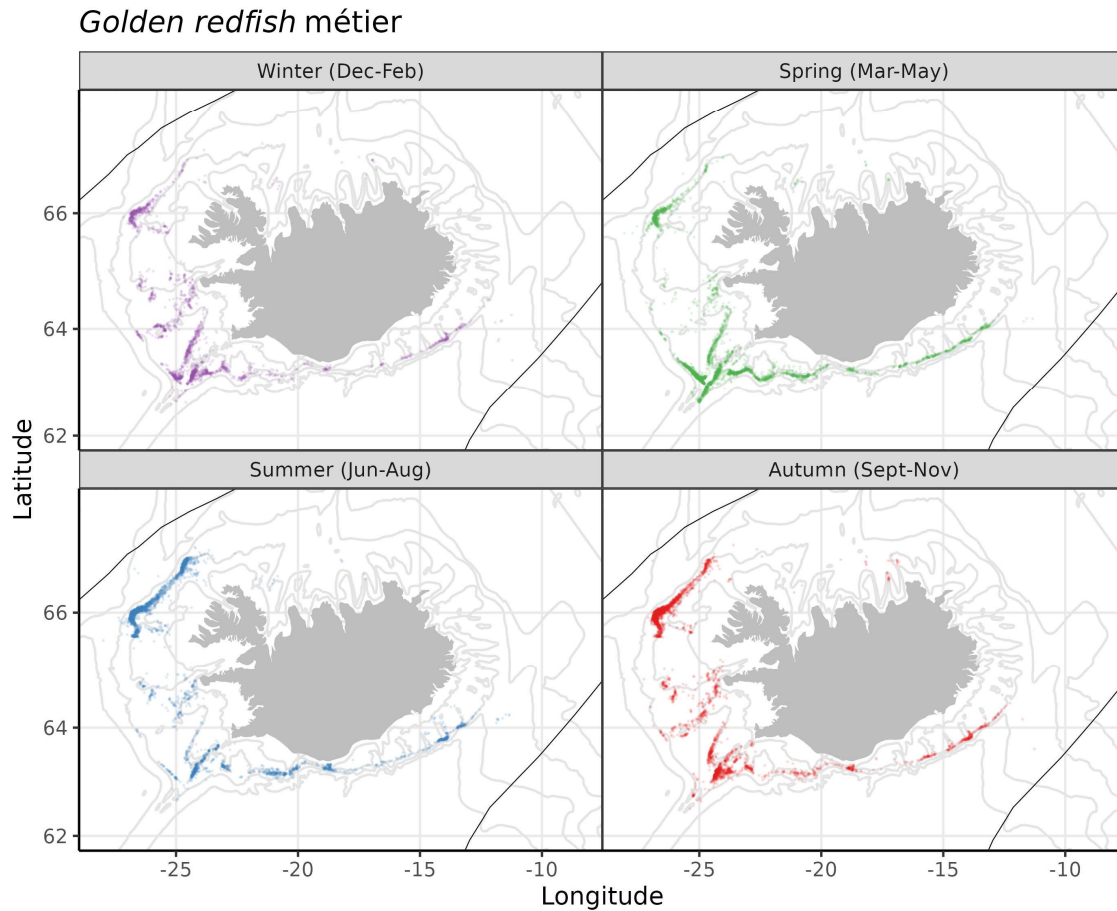 Golden redfish métier
Winter (Dec-Feb)
Spring (Mar-May)
66
64
62
Summer (Jun-Aug)
Autumn (Sept-Nov)
66
64
62
Latitude
-25
-20
-15
-10
-25
-20
-15
-10
Longitude